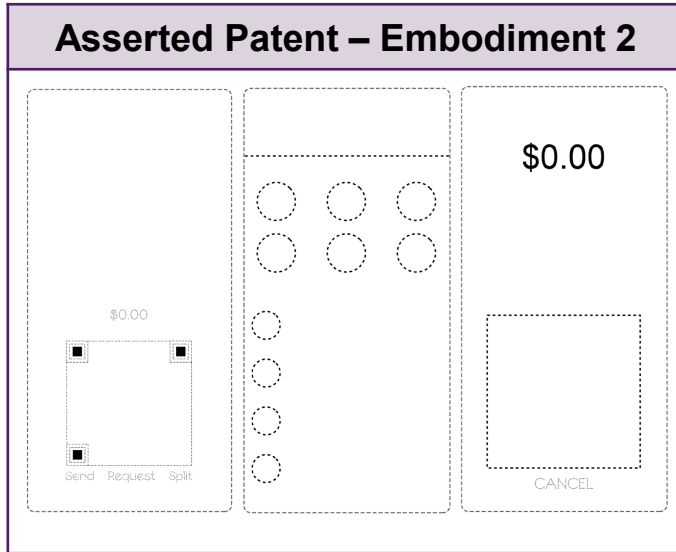 Asserted Patent – Embodiment 2
$0.00
Send Request Split
$0.00
CANCEL